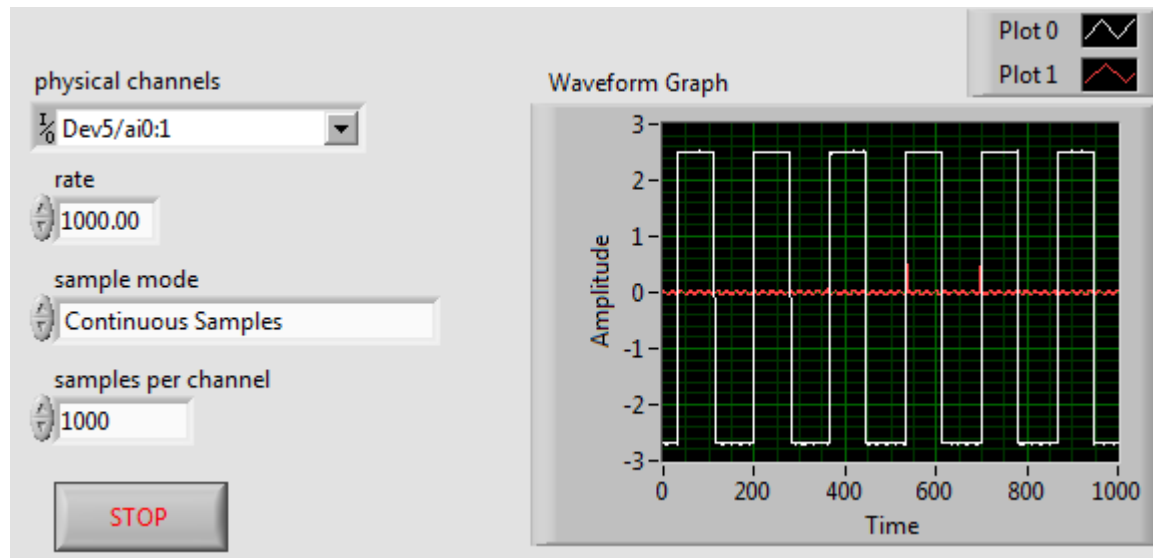 Plot 0
Plot 1
physical channels
I/O Dev5/ai0:1
rate
1000.00
sample mode
Continuous Samples
samples per channel
1000
STOP
Waveform Graph
Amplitude
3
2
1
0
-1
-2
-3
0 200 400 600 800 1000
Time